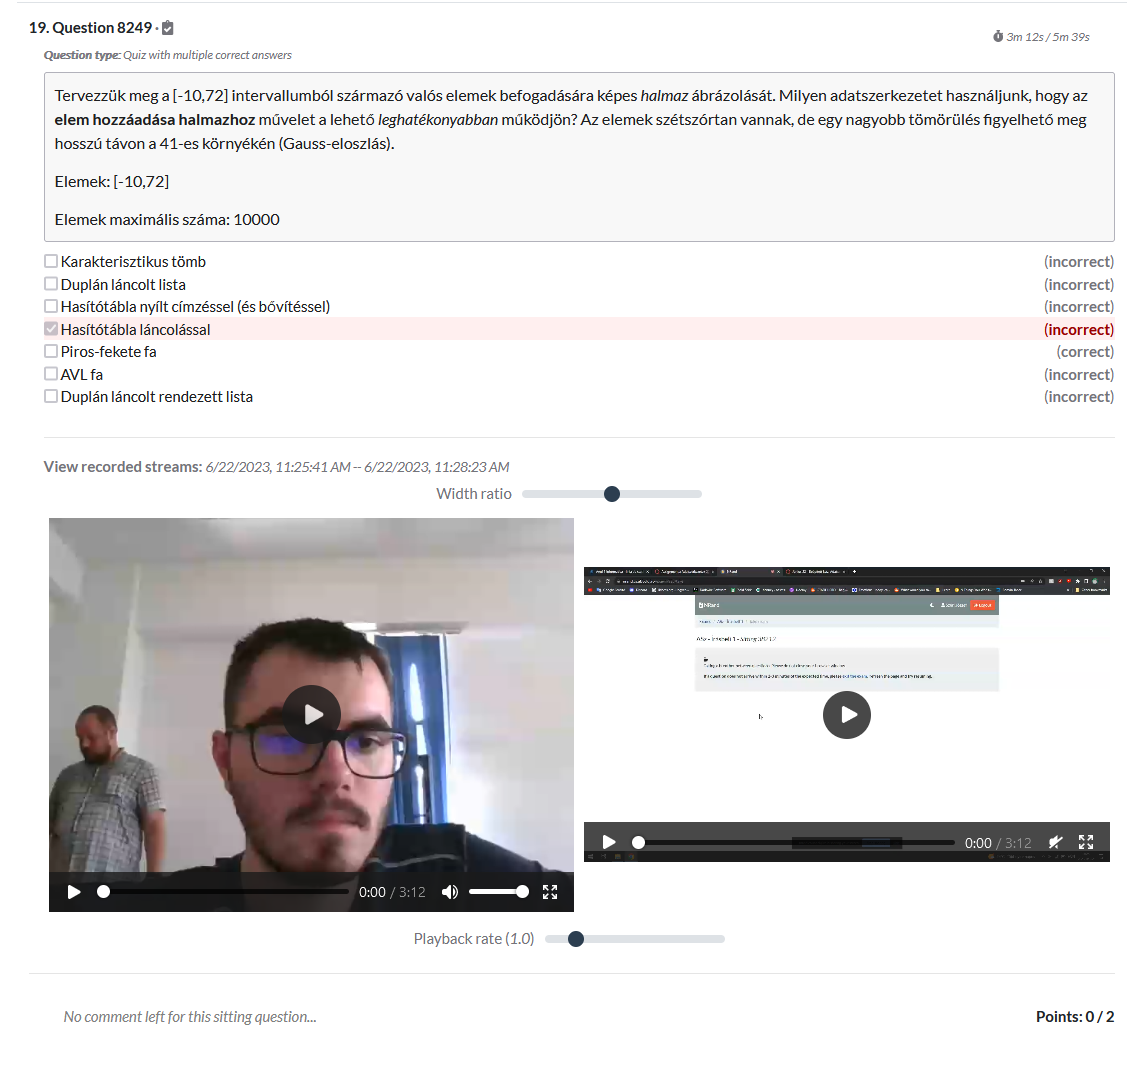 19. Question 8249 ·
3m 12s / 5m 39s
Question type: Quiz with multiple correct answers
Tervezzük meg a [-10,72] intervallumból származó valós elemek befogadására képes halmaz ábrázolását. Milyen adatszerkezetet használjunk, hogy az
elem hozzáadása halmazhoz művelet a lehető leghatékonyabban működjön? Az elemek szétszórtan vannak, de egy nagyobb tömörülés figyelhető meg
hosszú távon a 41-es környékén (Gauss-eloszlás).
Elemek: [-10,72]
Elemek maximális száma: 10000
Karakterisztikus tömb (incorrect)
Duplán láncolt lista (incorrect)
Hasítótábla nyílt címzéssel (és bővítéssel) (incorrect)
Hasítótábla láncolással (incorrect)
Piros-fekete fa (correct)
AVL fa (incorrect)
Duplán láncolt rendezett lista (incorrect)
View recorded streams: 6/22/2023, 11:25:41 AM -- 6/22/2023, 11:28:23 AM
Width ratio
0:00 / 3:12
0:00 / 3:12
Playback rate (1.0)
No comment left for this sitting question...
Points: 0 / 2